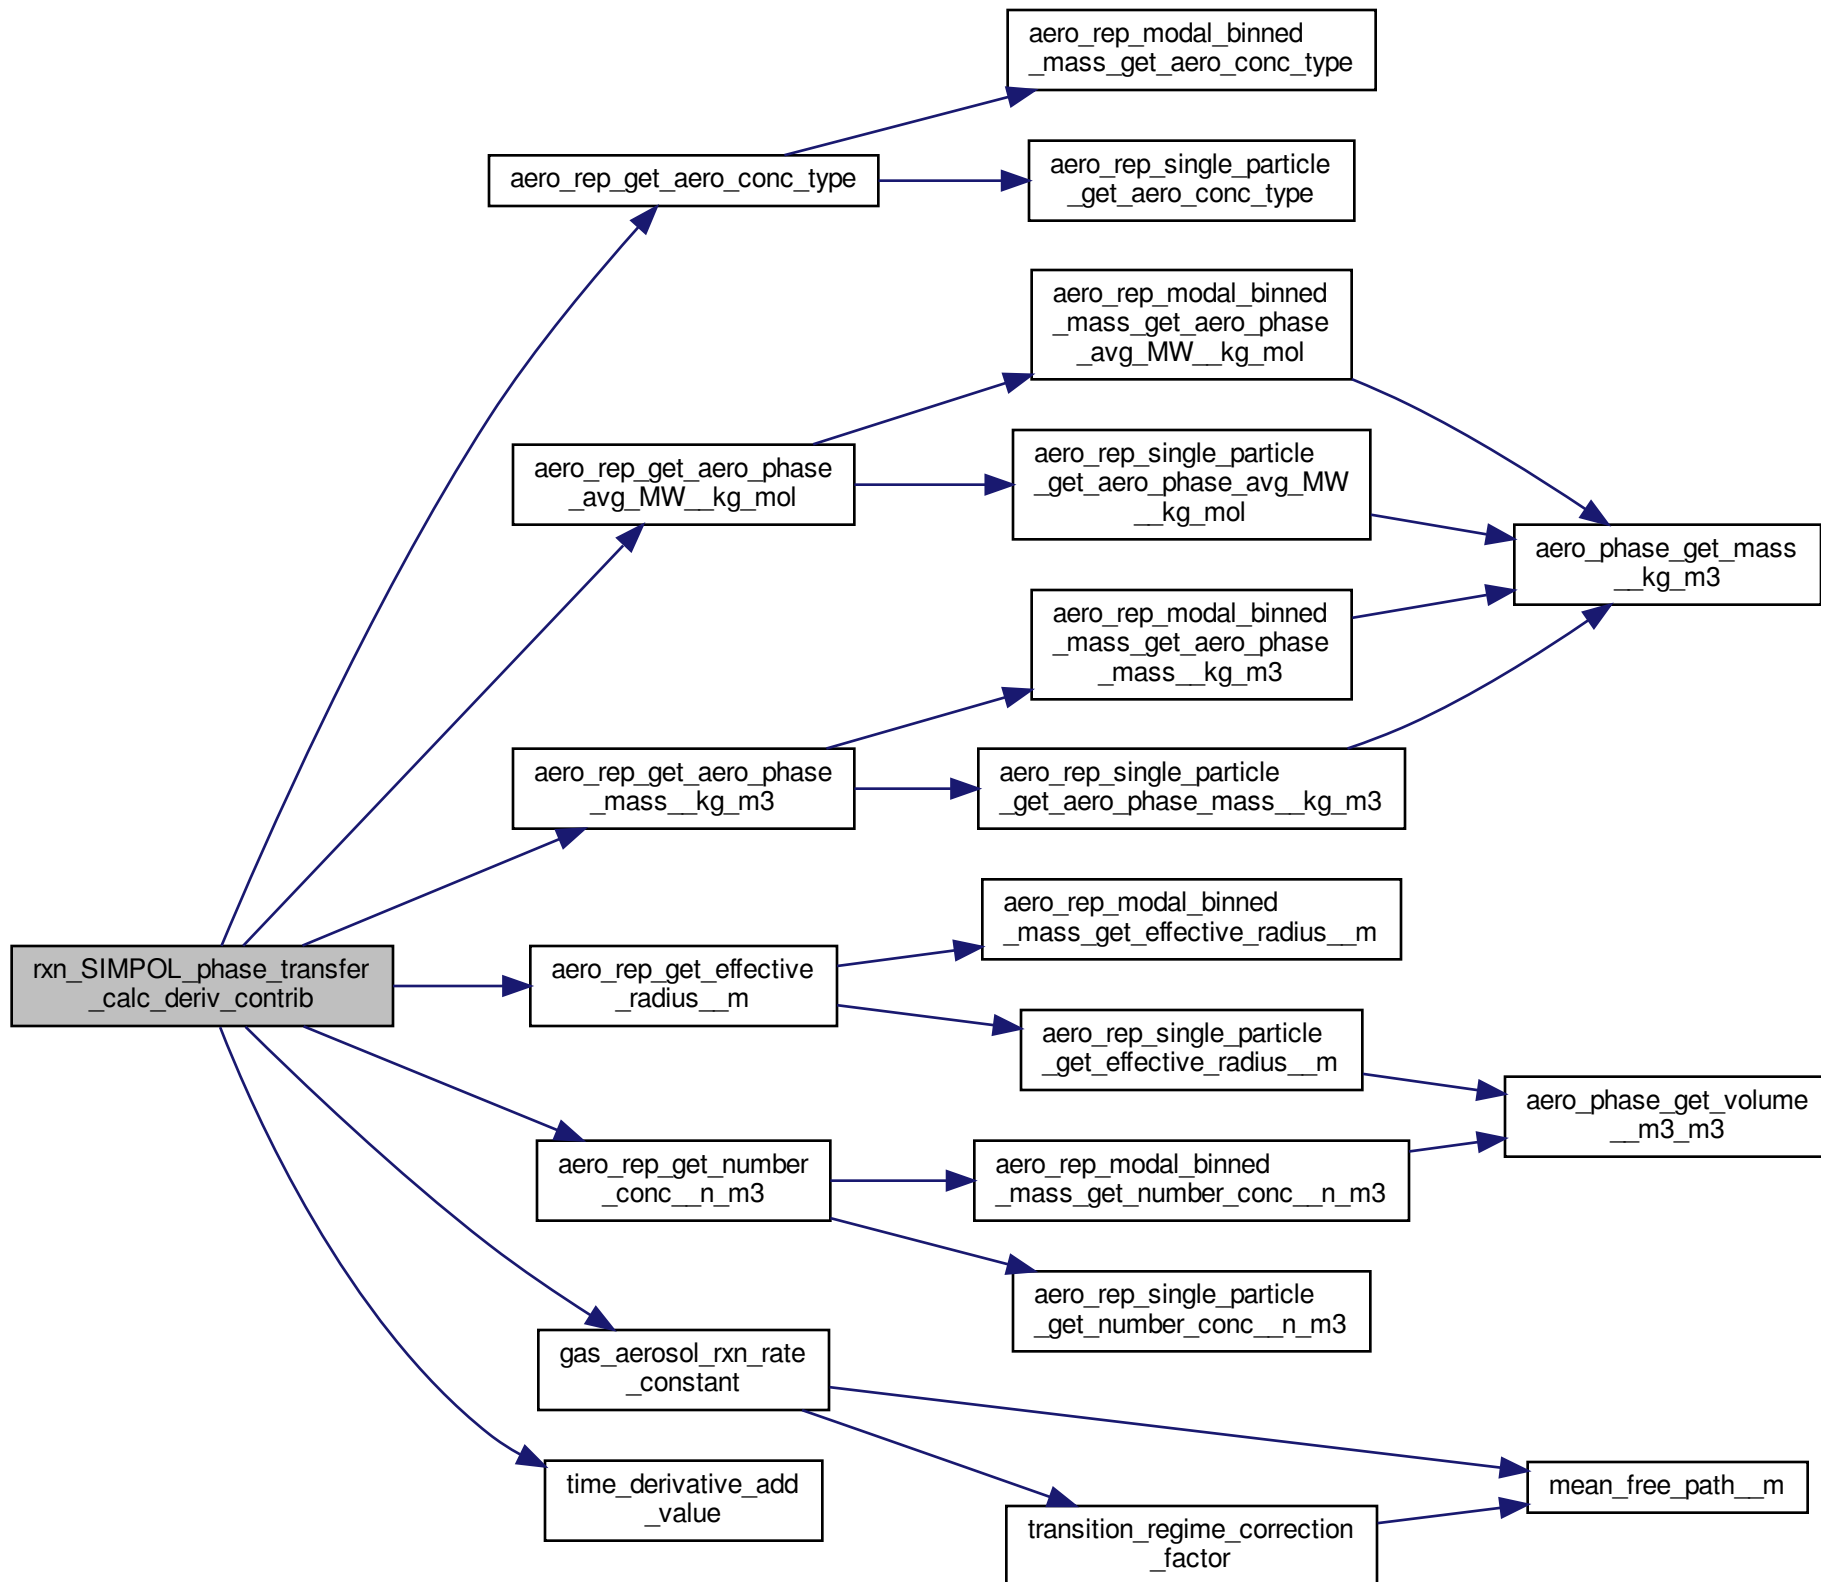 aero_rep_modal_binned
_mass_get_aero_conc_type
aero_rep_get_aero_conc_type
aero_rep_single_particle
_get_aero_conc_type
aero_rep_modal_binned
_mass_get_aero_phase
_avg_MW__kg_mol
aero_rep_get_aero_phase
_avg_MW__kg_mol
aero_rep_single_particle
_get_aero_phase_avg_MW
__kg_mol
aero_phase_get_mass
__kg_m3
aero_rep_modal_binned
_mass_get_aero_phase
_mass__kg_m3
aero_rep_get_aero_phase
_mass__kg_m3
aero_rep_single_particle
_get_aero_phase_mass__kg_m3
aero_rep_modal_binned
_mass_get_effective_radius__m
rxn_SIMPOL_phase_transfer
_calc_deriv_contrib
aero_rep_get_effective
_radius__m
aero_rep_single_particle
_get_effective_radius__m
aero_phase_get_volume
__m3_m3
aero_rep_get_number
_conc__n_m3
aero_rep_modal_binned
_mass_get_number_conc__n_m3
aero_rep_single_particle
_get_number_conc__n_m3
gas_aerosol_rxn_rate
_constant
time_derivative_add
_value
mean_free_path__m
transition_regime_correction
_factor